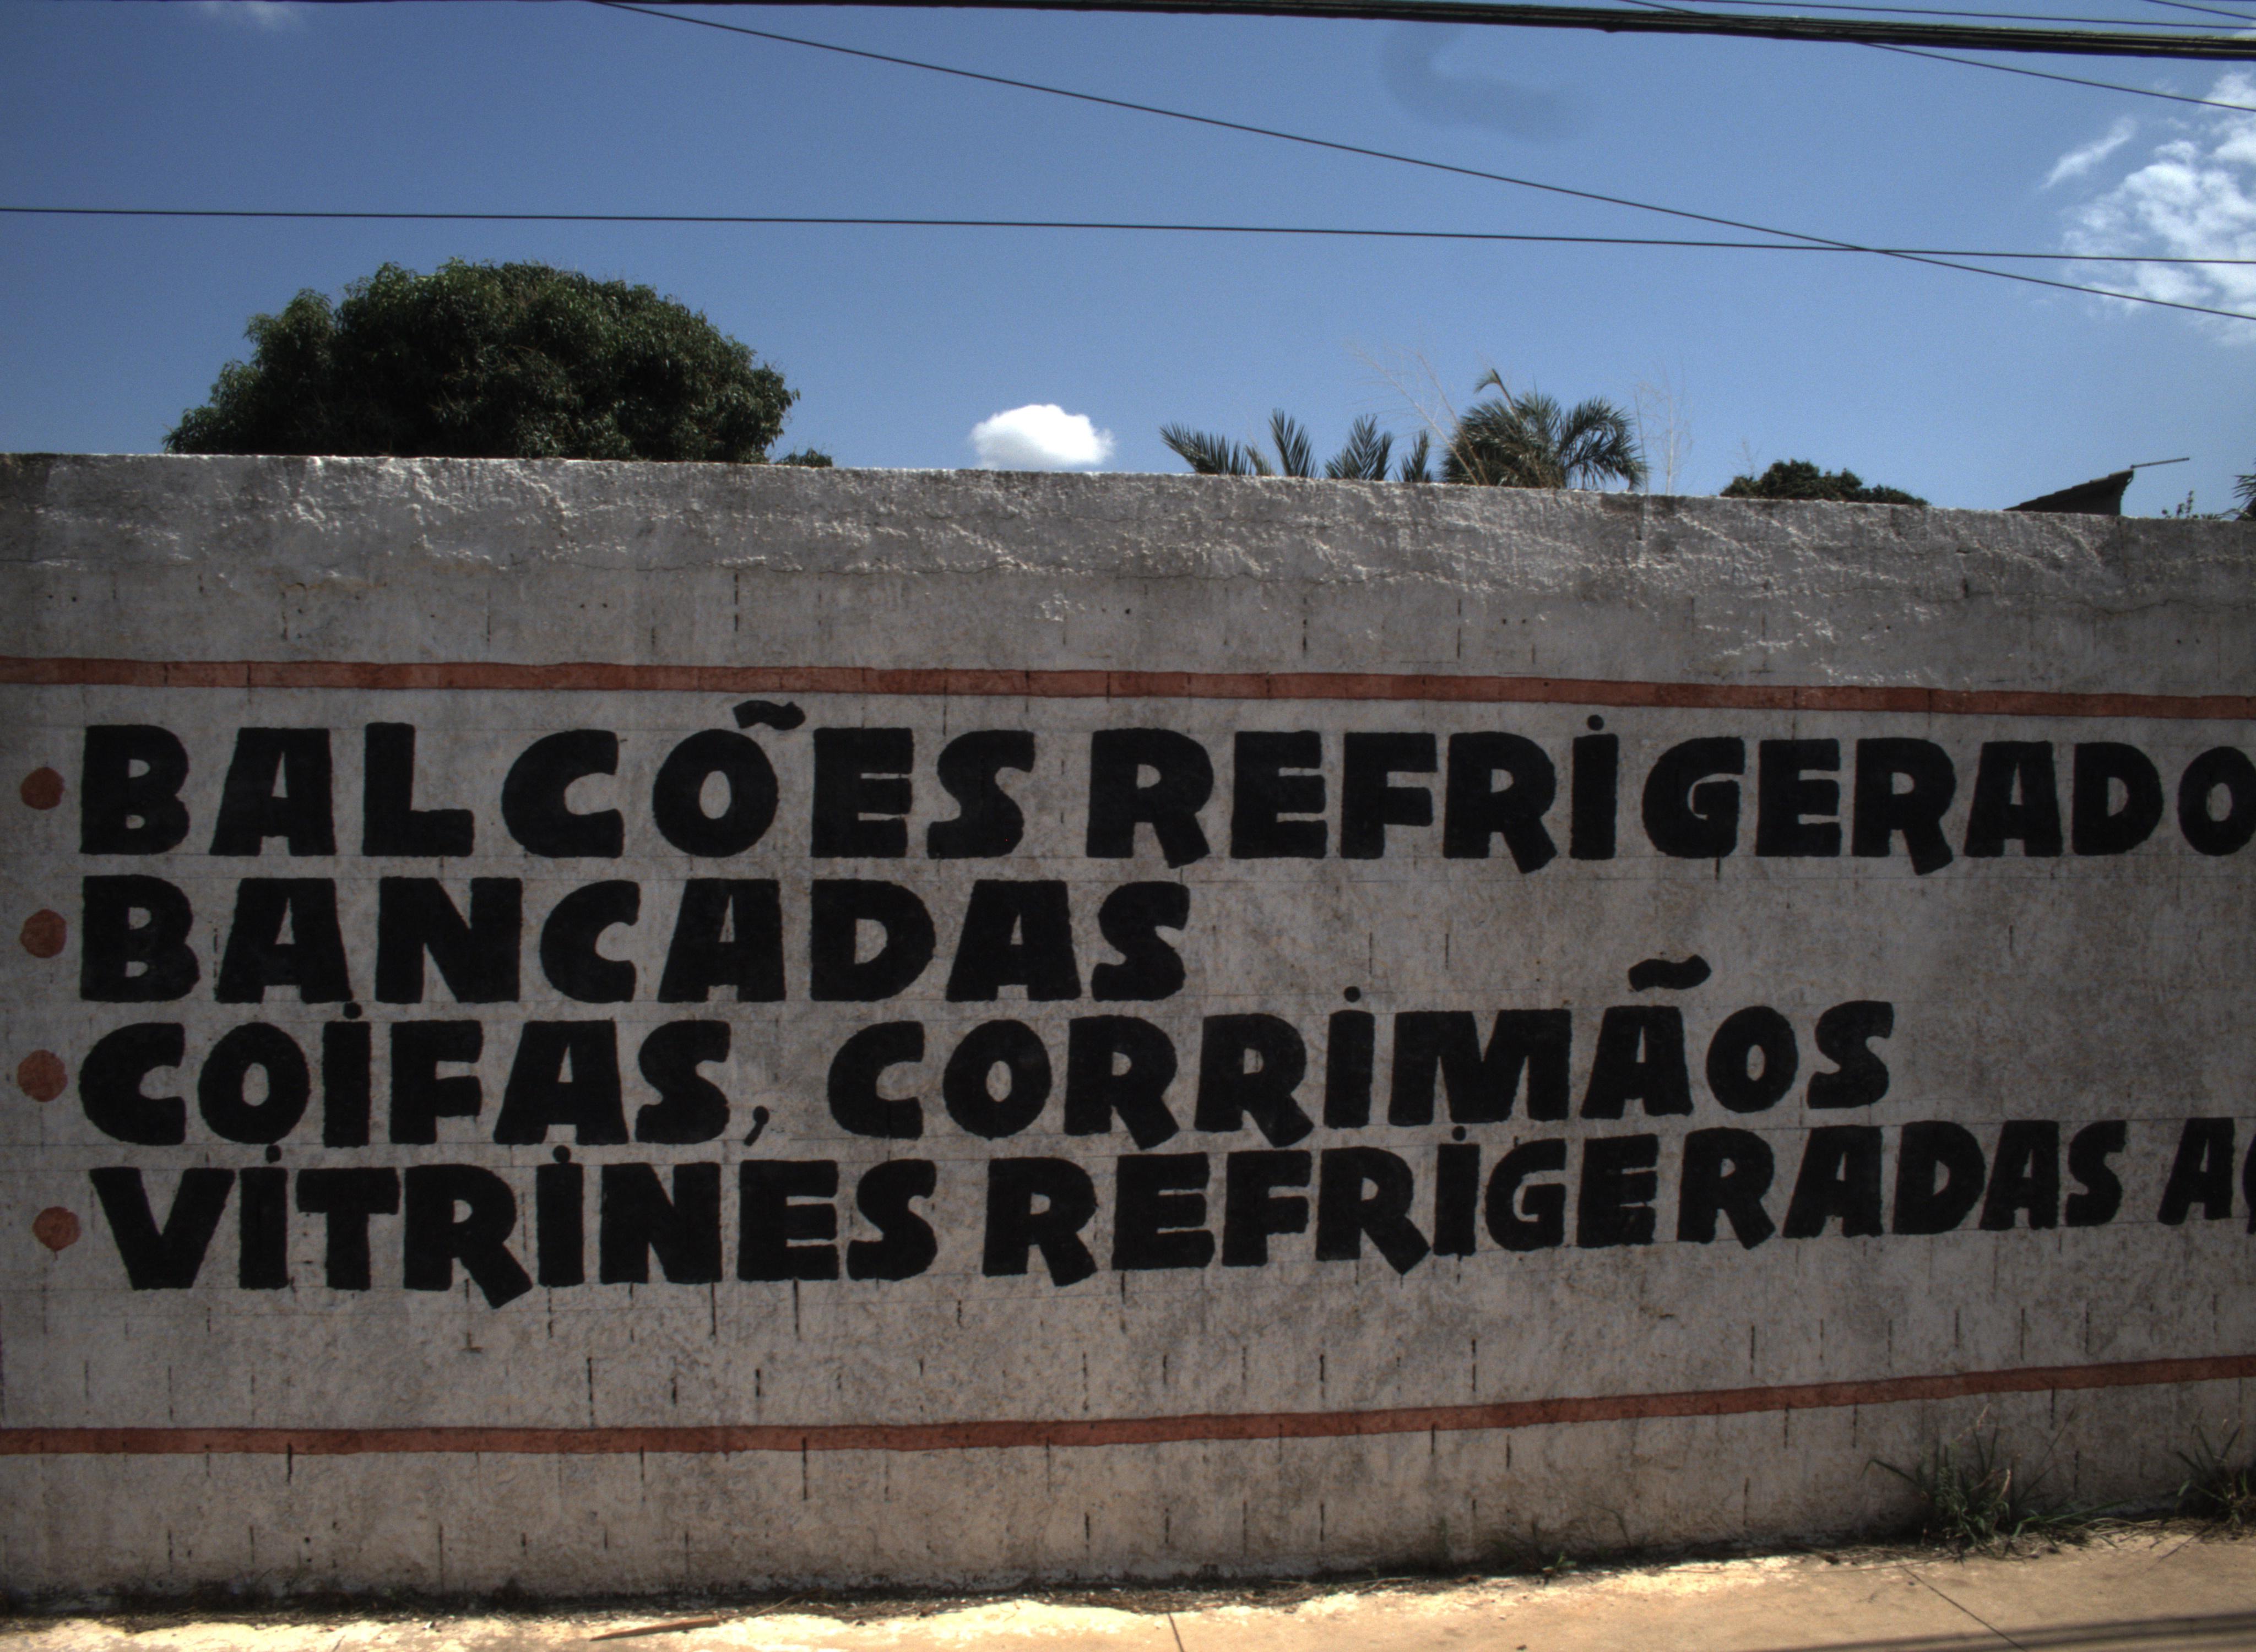 • BALCÕES REFRIGERADO
• BANCADAS
• COIFAS, CORRIMÃOS
• VITRINES REFRIGERADAS